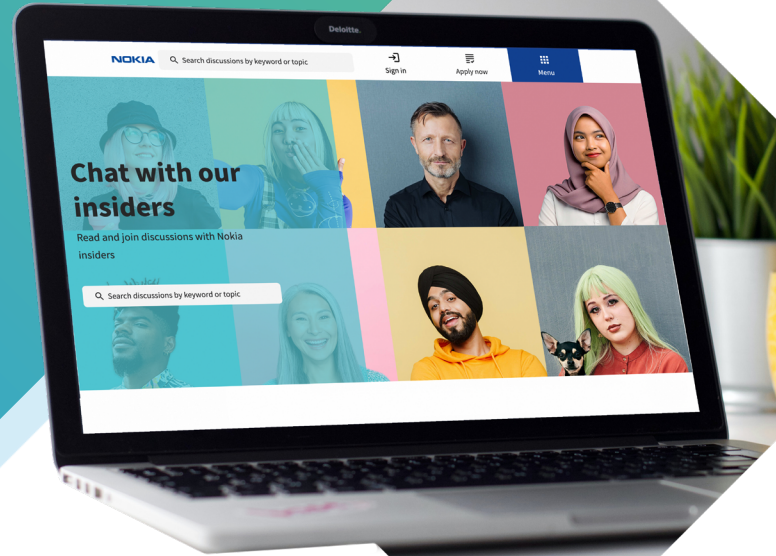 Deloitte.
NOKIA
Search discussions by keyword or topic
Sign in
Apply now
Menu
Chat with our
insiders
Read and join discussions with Nokia
insiders
Search discussions by keyword or topic